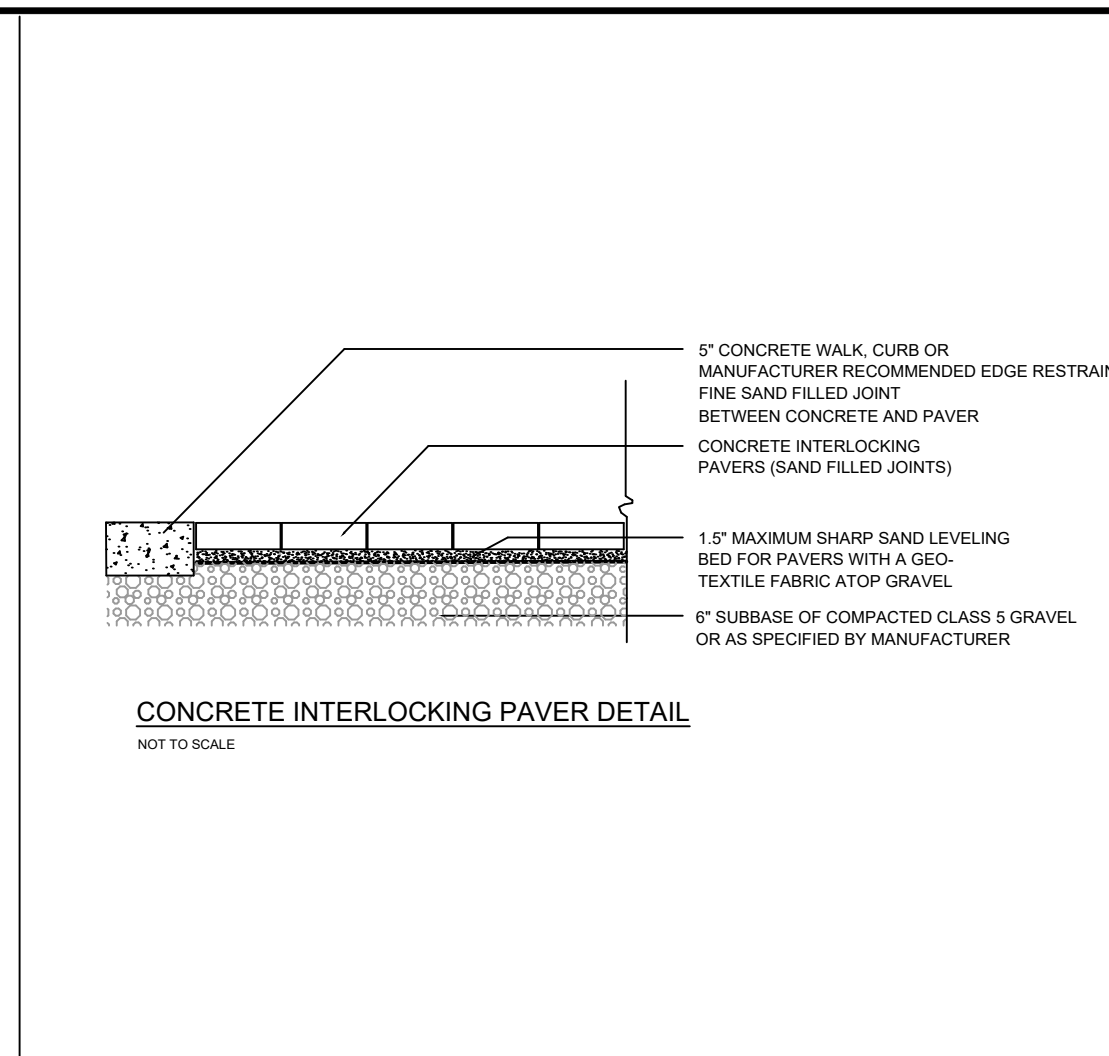 5" CONCRETE WALK, CURB OR
MANUFACTURER RECOMMENDED EDGE RESTRAIN
FINE SAND FILLED JOINT
BETWEEN CONCRETE AND PAVER
CONCRETE INTERLOCKING
PAVERS (SAND FILLED JOINTS)
1.5" MAXIMUM SHARP SAND LEVELING
BED FOR PAVERS WITH A GEO-
TEXTILE FABRIC ATOP GRAVEL
6" SUBBASE OF COMPACTED CLASS 5 GRAVEL
OR AS SPECIFIED BY MANUFACTURER
CONCRETE INTERLOCKING PAVER DETAIL
NOT TO SCALE